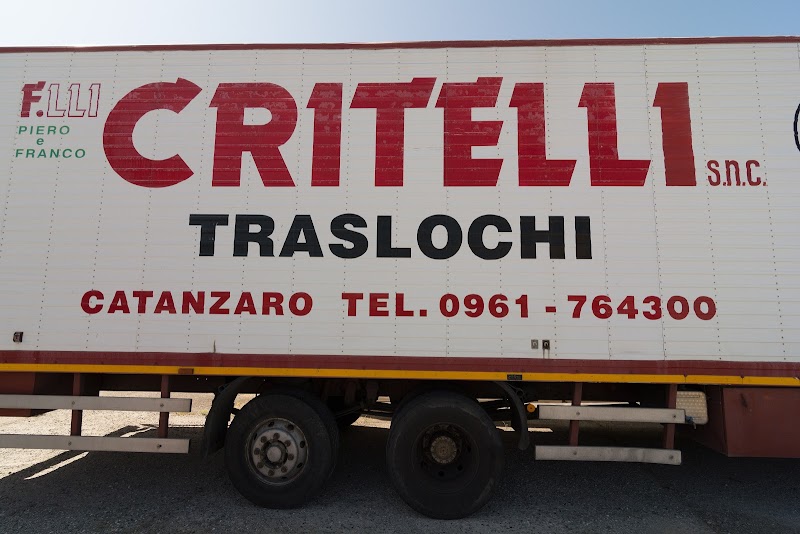 F.LLI
PIERO
e
FRANCO
CRITELLI
s.n.c.
TRASLOCHI
CATANZARO TEL. 0961 - 764300